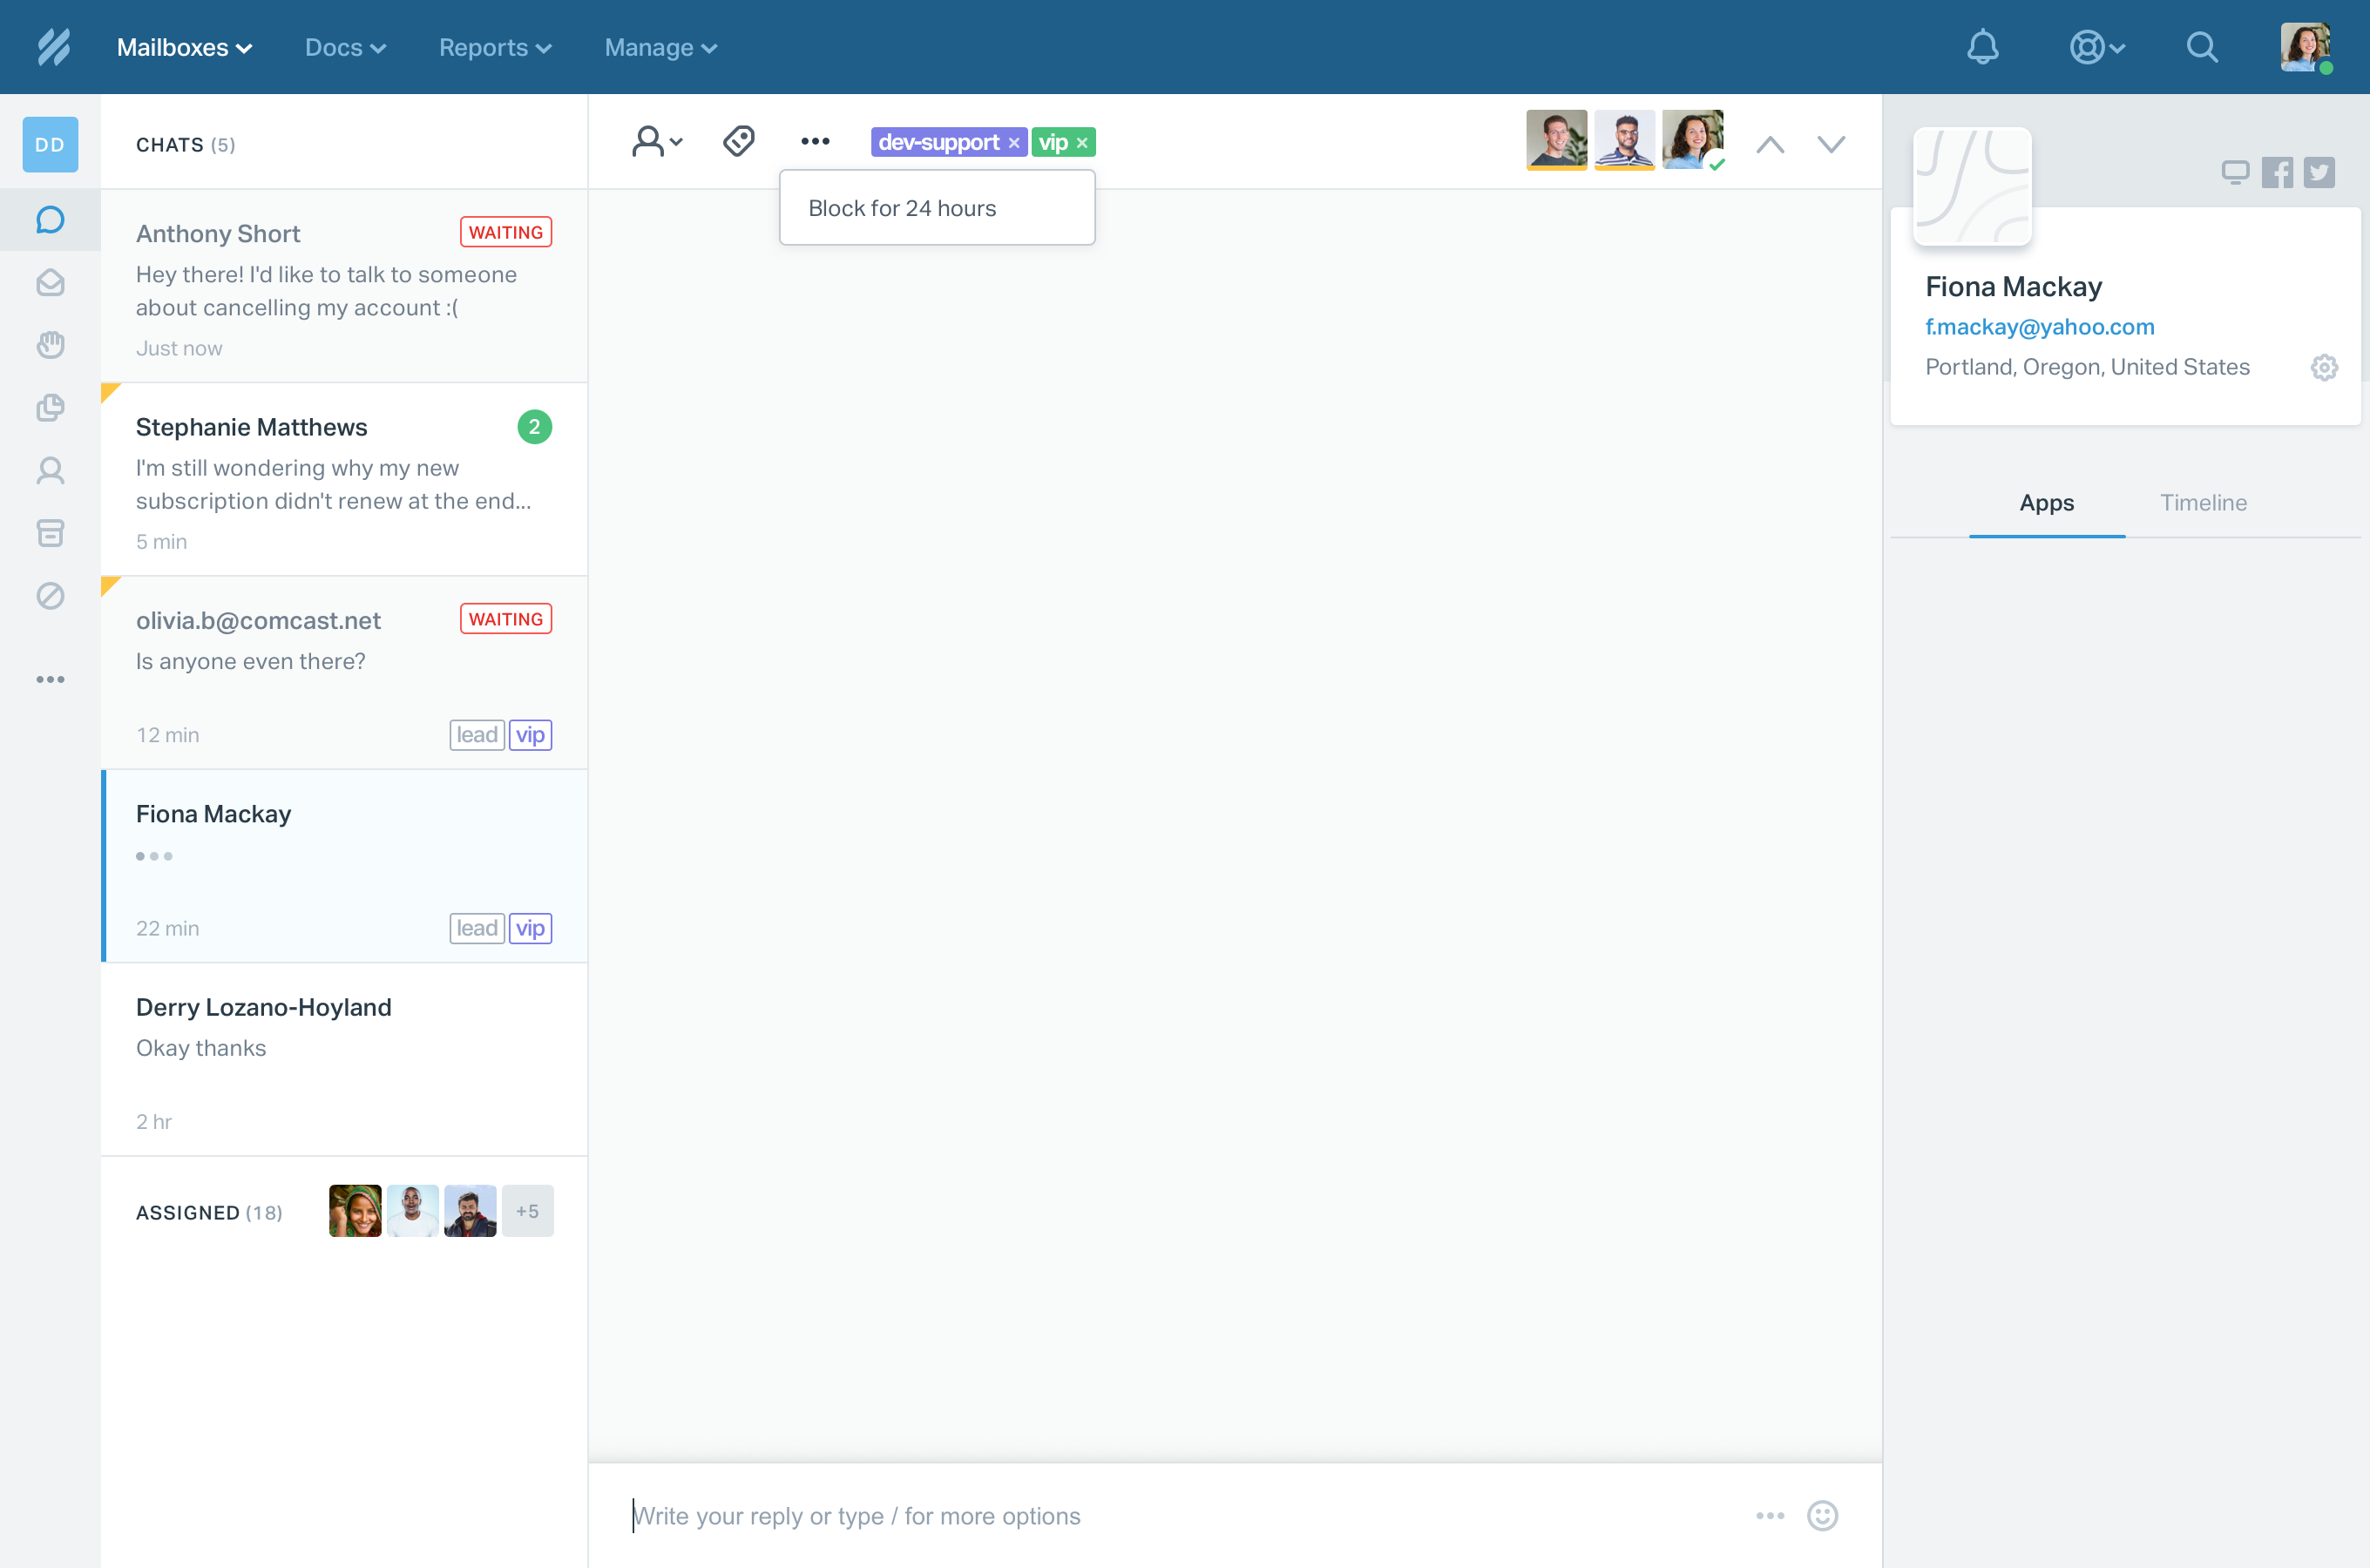 Mailboxes Docs Reports Manage
DD
CHATS (5)
Anthony Short WAITING
Hey there! I'd like to talk to someone
about cancelling my account :(
Just now
Stephanie Matthews 2
I'm still wondering why my new
subscription didn't renew at the end...
5 min
olivia.b@comcast.net WAITING
Is anyone even there?
12 min lead vip
Fiona Mackay
22 min lead vip
Derry Lozano-Hoyland
Okay thanks
2 hr
ASSIGNED (18) +5
dev-support × vip ×
Block for 24 hours
Write your reply or type / for more options
Fiona Mackay
f.mackay@yahoo.com
Portland, Oregon, United States
Apps Timeline